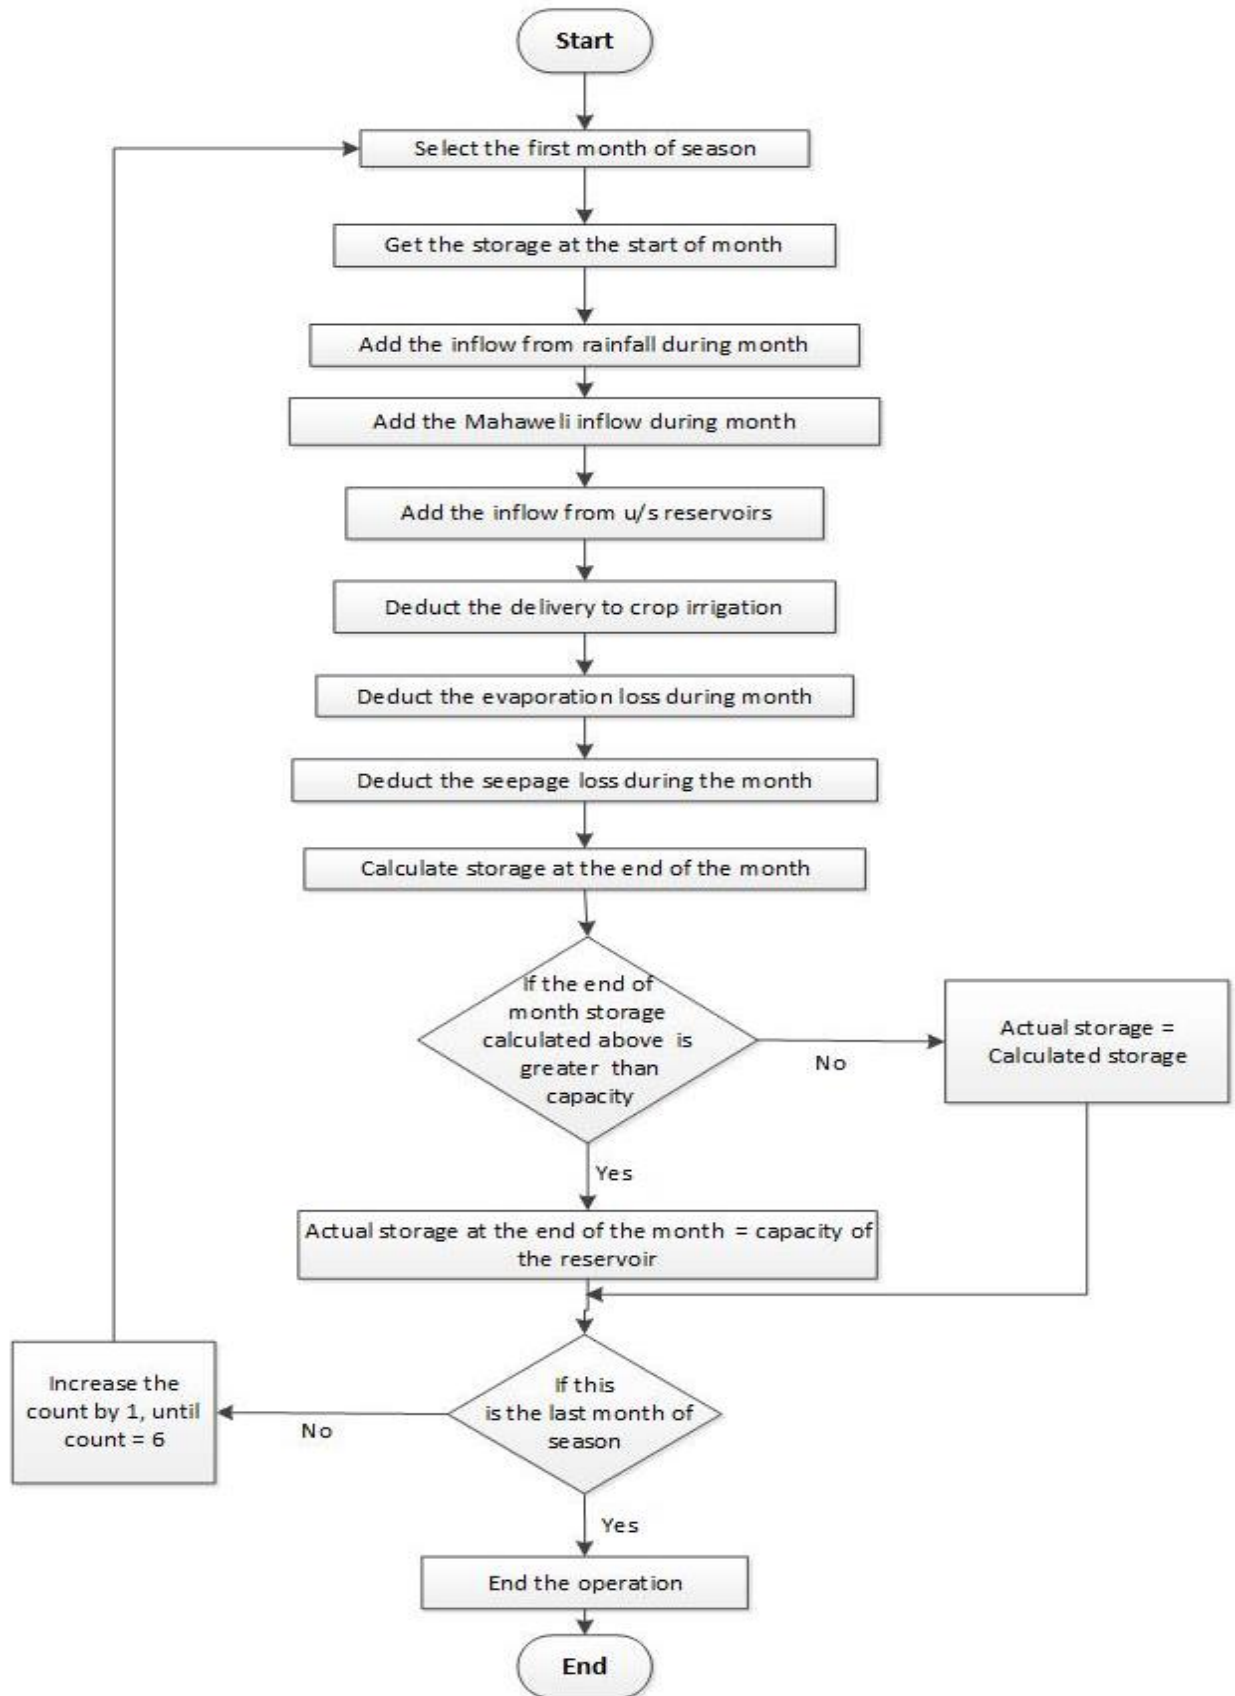 Start
Select the first month of season
Get the storage at the start of month
Add the inflow from rainfall during month
Add the Mahaweli inflow during month
Add the inflow from u/s reservoirs
Deduct the delivery to crop irrigation
Deduct the evaporation loss during month
Deduct the seepage loss during the month
Calculate storage at the end of the month
If the end of
month storage
calculated above is
greater than
capacity
No
Actual storage =
Calculated storage
Yes
Actual storage at the end of the month = capacity of
the reservoir
If this
is the last month of
season
No
Increase the
count by 1, until
count = 6
Yes
End the operation
End